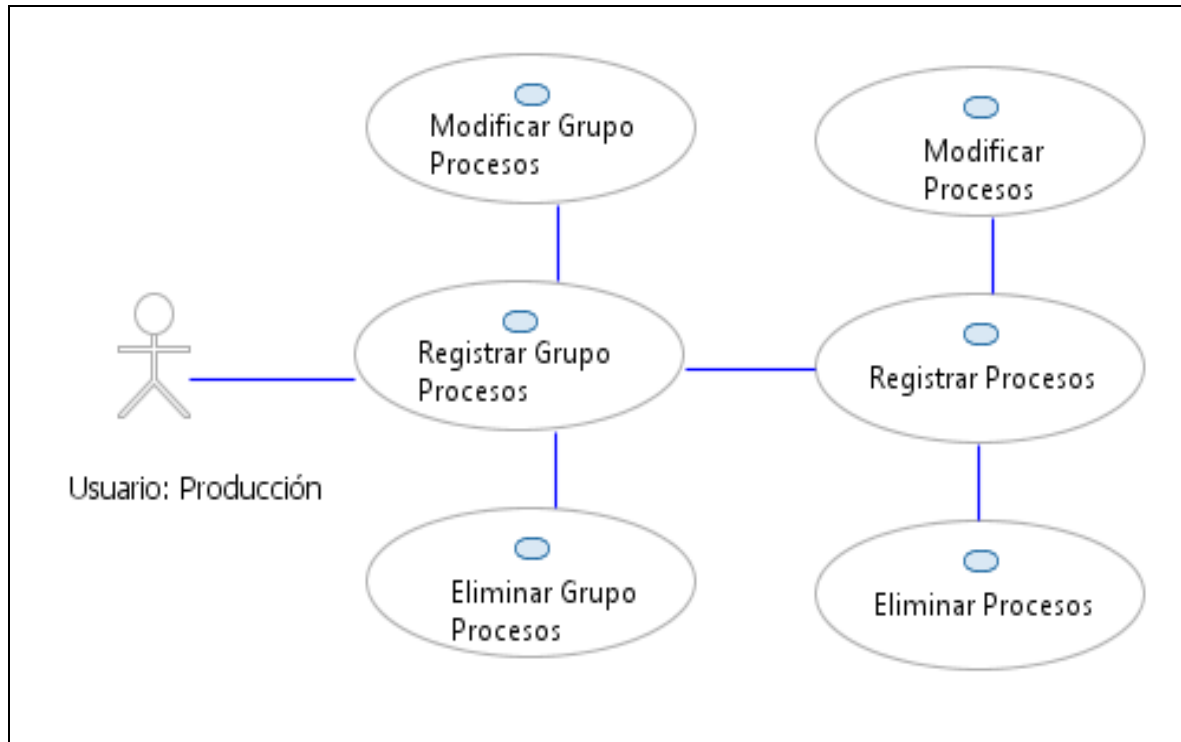 Modificar Grupo
Procesos
Modificar
Procesos
Registrar Grupo
Procesos
Registrar Procesos
Usuario: Producción
Eliminar Grupo
Procesos
Eliminar Procesos